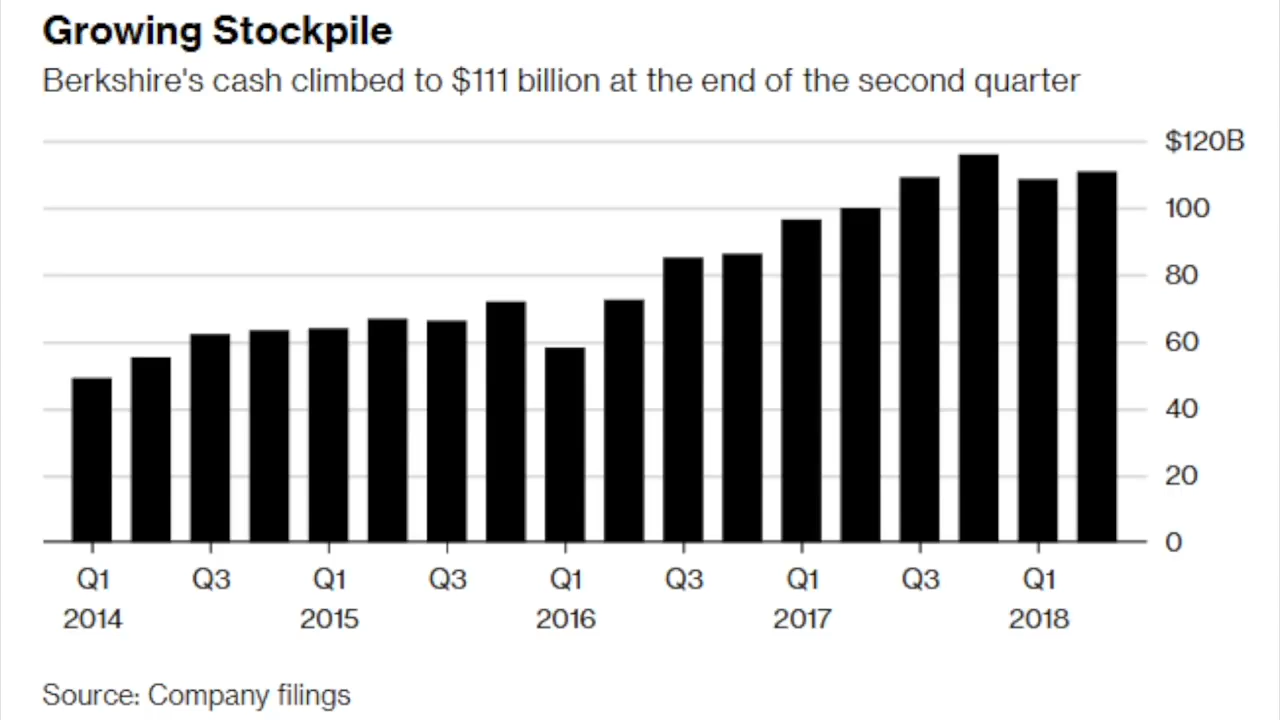 Growing Stockpile
Berkshire's cash climbed to $111 billion at the end of the second quarter
$120B
100
80
60
40
20
0
Q1 Q3 Q1 Q3 Q1 Q3 Q1 Q3 Q1
2014 2015 2016 2017 2018
Source: Company filings